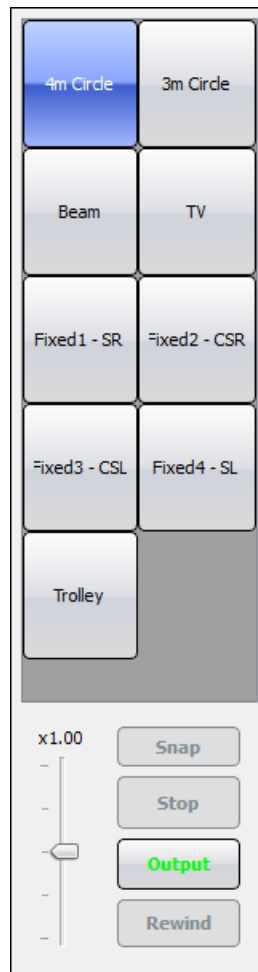 4m Circle
3m Circle
Beam
TV
Fixed1 - SR
Fixed2 - CSR
Fixed3 - CSL
Fixed4 - SL
Trolley
x1.00
Snap
Stop
Output
Rewind